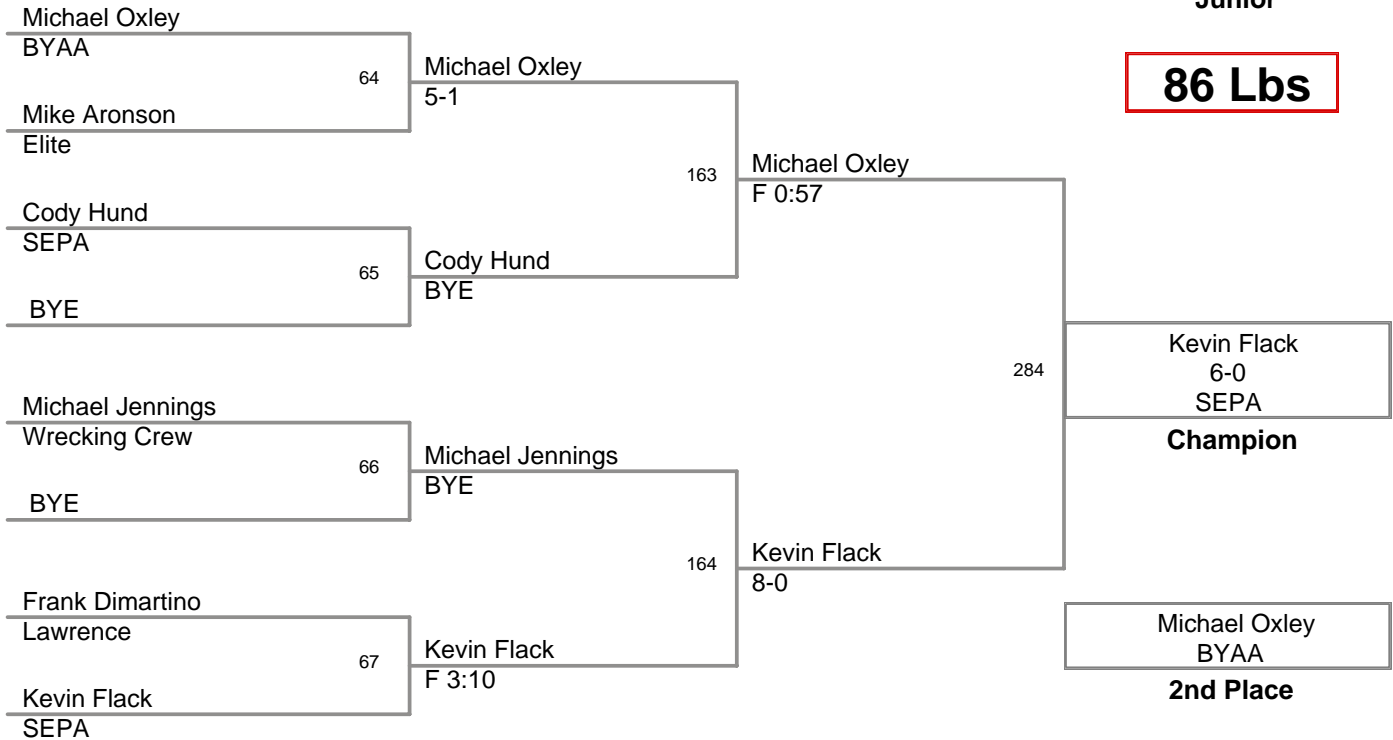 Junior
86 Lbs
Michael Oxley
BYAA
64
Mike Aronson
Elite
Cody Hund
SEPA
65
BYE
Michael Jennings
Wrecking Crew
66
BYE
Frank Dimartino
Lawrence
67
Kevin Flack
SEPA
Michael Oxley
5-1
163
Cody Hund
BYE
Michael Jennings
BYE
164
Kevin Flack
F 3:10
Michael Oxley
F 0:57
284
Kevin Flack
8-0
Kevin Flack
6-0
SEPA
Champion
Michael Oxley
BYAA
2nd Place